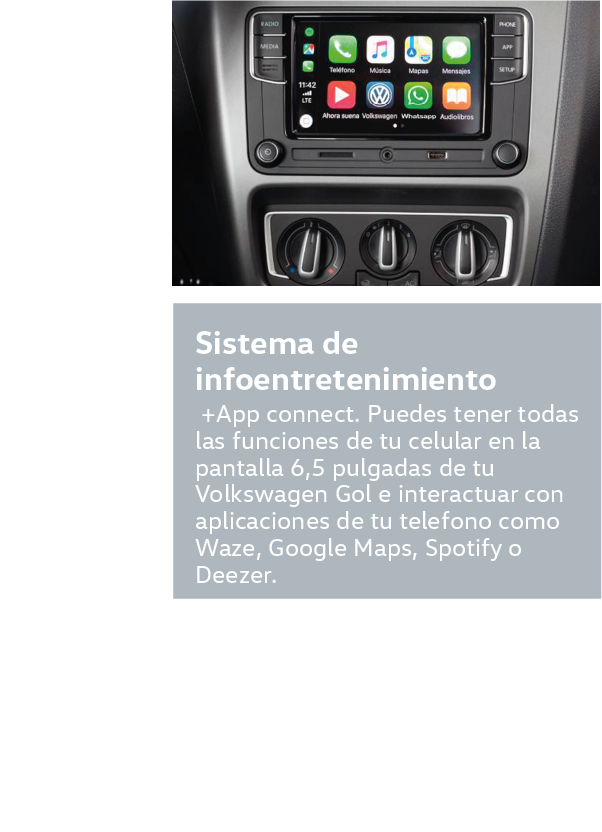 RADIO
PHONE
MEDIA
APP
SETUP
Teléfono Música Mapas Mensajes
11:42
LTE
Ahora suena Volkswagen Whatsapp Audiolibros
Sistema de
infoentretenimiento
+App connect. Puedes tener todas
las funciones de tu celular en la
pantalla 6,5 pulgadas de tu
Volkswagen Gol e interactuar con
aplicaciones de tu telefono como
Waze, Google Maps, Spotify o
Deezer.